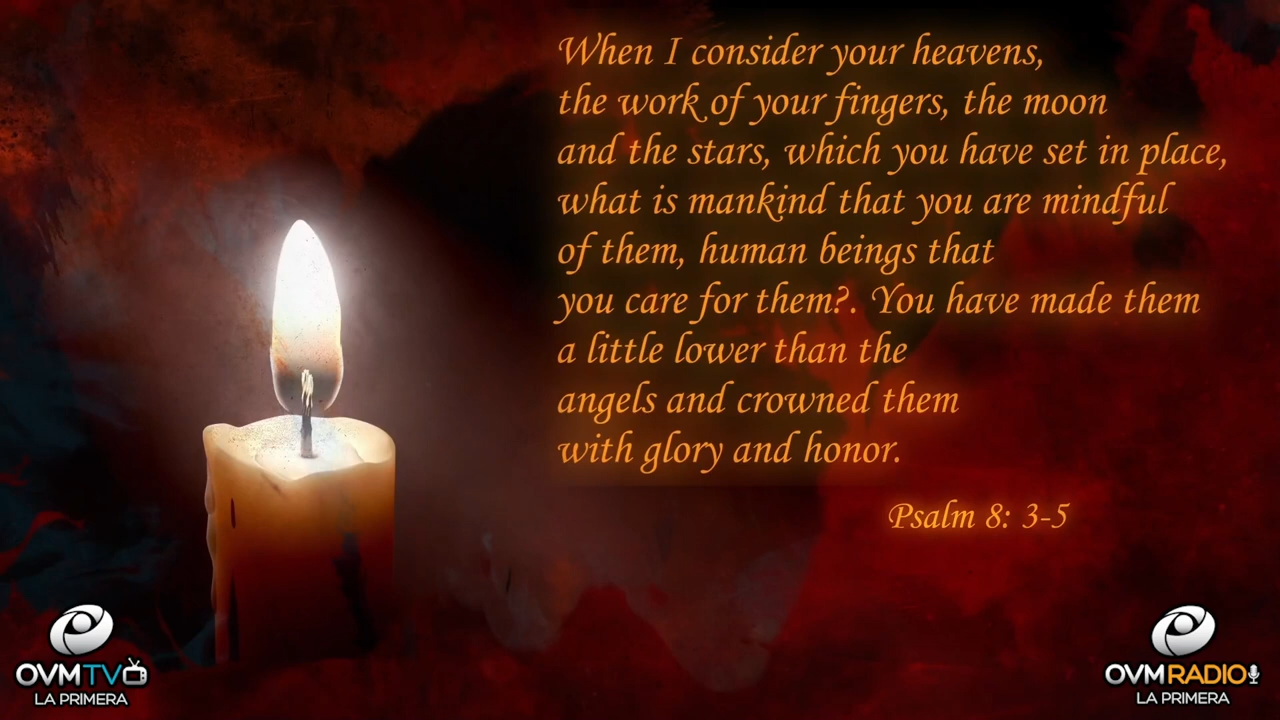 When I consider your heavens,
the work of your fingers, the moon
and the stars, which you have set in place,
what is mankind that you are mindful
of them, human beings that
you care for them?. You have made them
a little lower than the
angels and crowned them
with glory and honor.
Psalm 8: 3-5
OVMTV
LA PRIMERA
OVMRADIO
LA PRIMERA